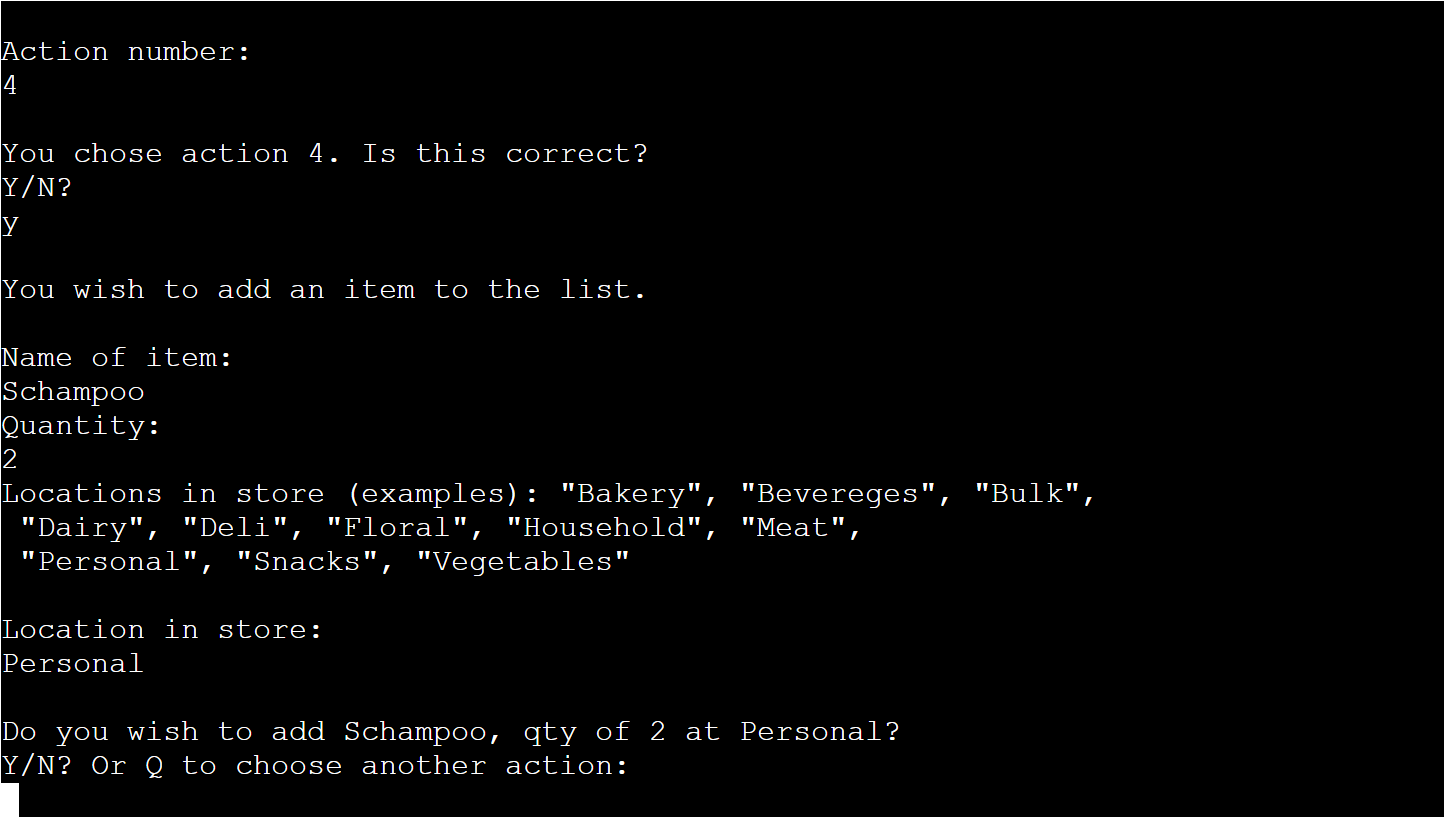 Action number:
4
You chose action 4. Is this correct?
Y/N?
y
You wish to add an item to the list.
Name of item:
Schampoo
Quantity:
2
Locations in store (examples): "Bakery", "Bevereges", "Bulk",
"Dairy", "Deli", "Floral", "Household", "Meat",
"Personal", "Snacks", "Vegetables"
Location in store:
Personal
Do you wish to add Schampoo, qty of 2 at Personal?
Y/N? Or Q to choose another action: